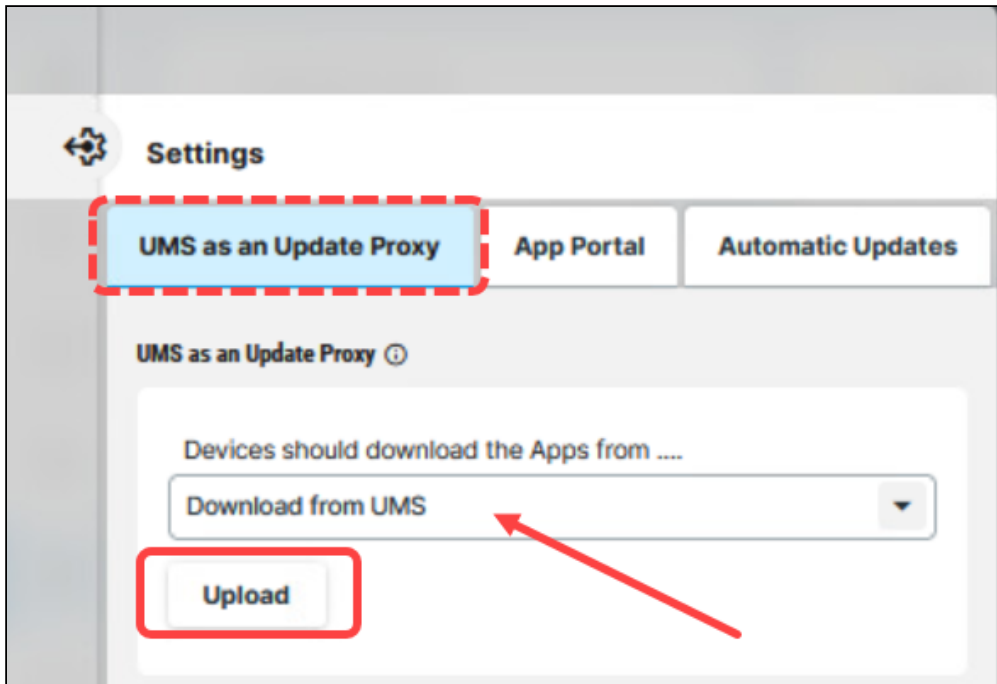 Settings
UMS as an Update Proxy
App Portal
Automatic Updates
UMS as an Update Proxy
Devices should download the Apps from ....
Download from UMS
Upload